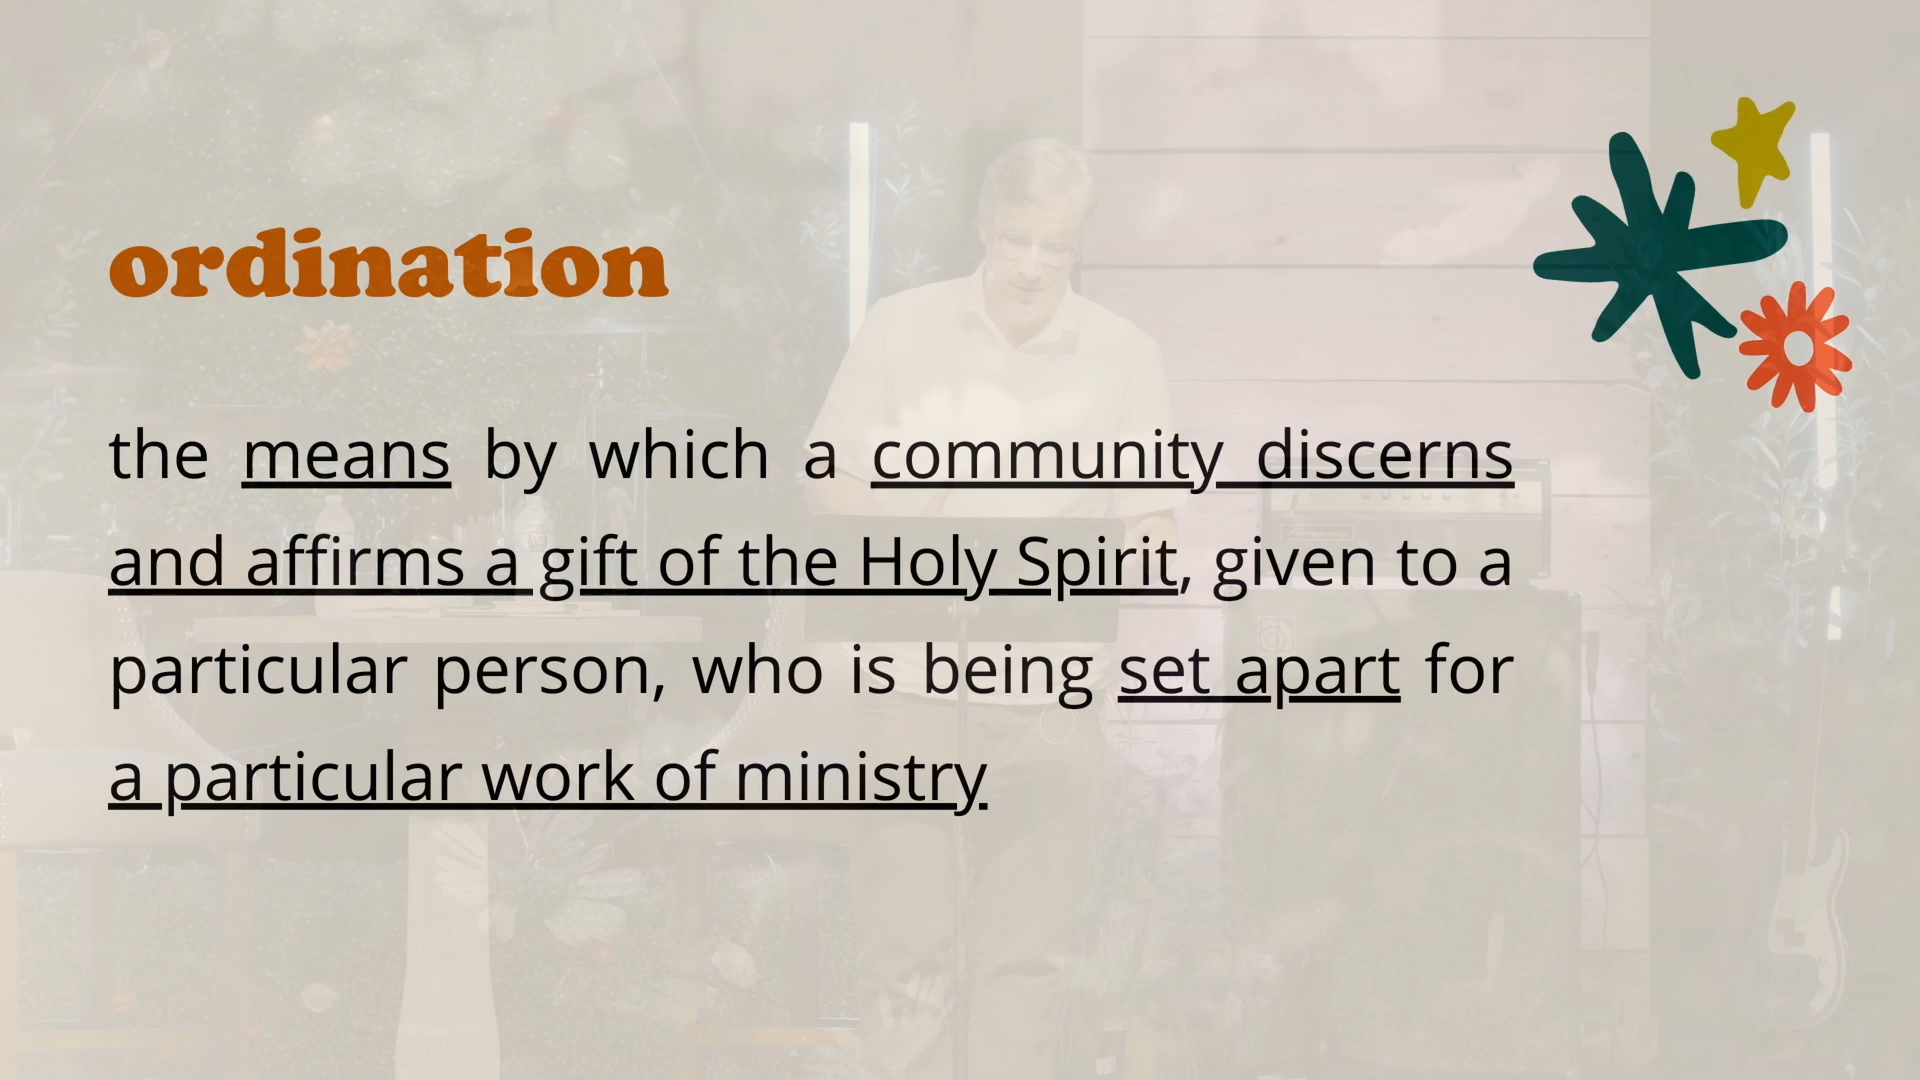 ordination
the means by which a community discerns
and affirms a gift of the Holy Spirit, given to a
particular person, who is being set apart for
a particular work of ministry